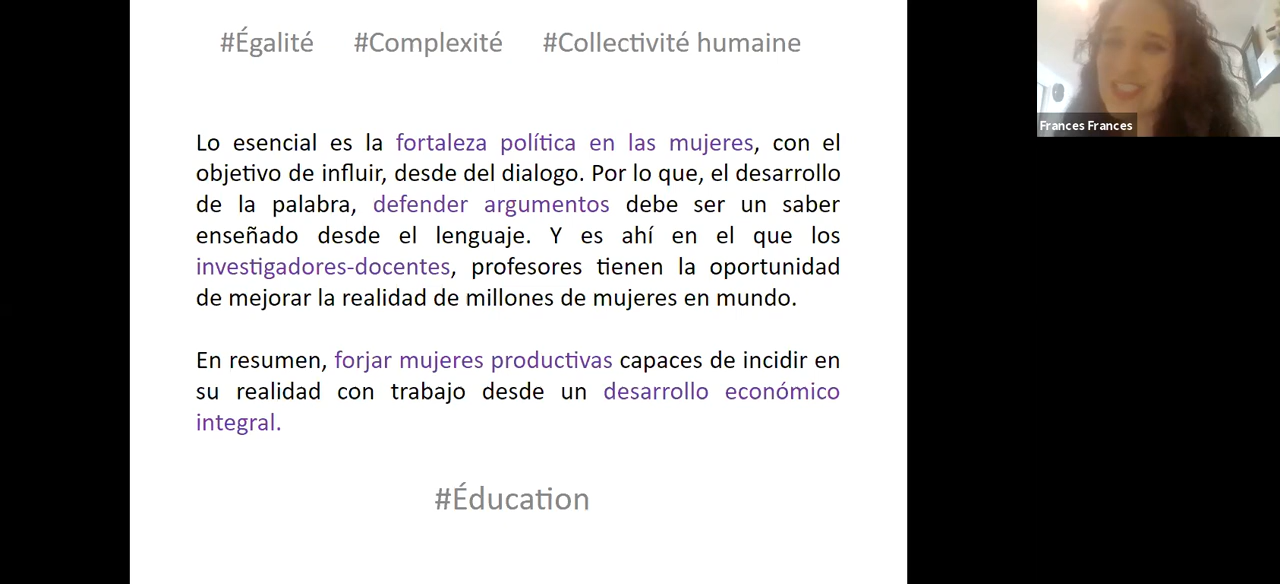 #Égalité #Complexité #Collectivité humaine
Frances Frances
Lo esencial es la fortaleza política en las mujeres, con el
objetivo de influir, desde del dialogo. Por lo que, el desarrollo
de la palabra, defender argumentos debe ser un saber
enseñado desde el lenguaje. Y es ahí en el que los
investigadores-docentes, profesores tienen la oportunidad
de mejorar la realidad de millones de mujeres en mundo.
En resumen, forjar mujeres productivas capaces de incidir en
su realidad con trabajo desde un desarrollo económico
integral.
#Éducation